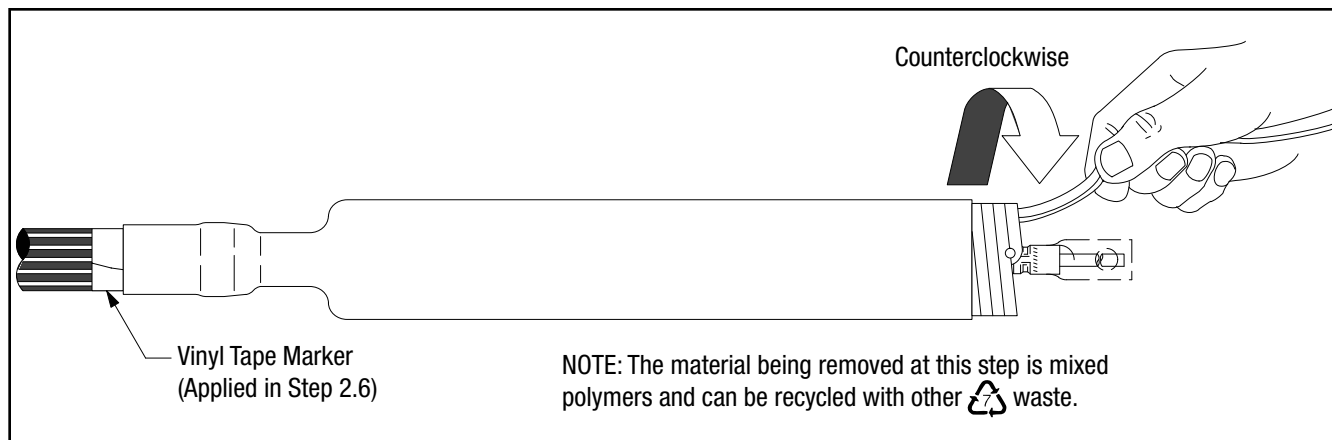 Counterclockwise
Vinyl Tape Marker
(Applied in Step 2.6)
NOTE: The material being removed at this step is mixed
polymers and can be recycled with other 7 waste.